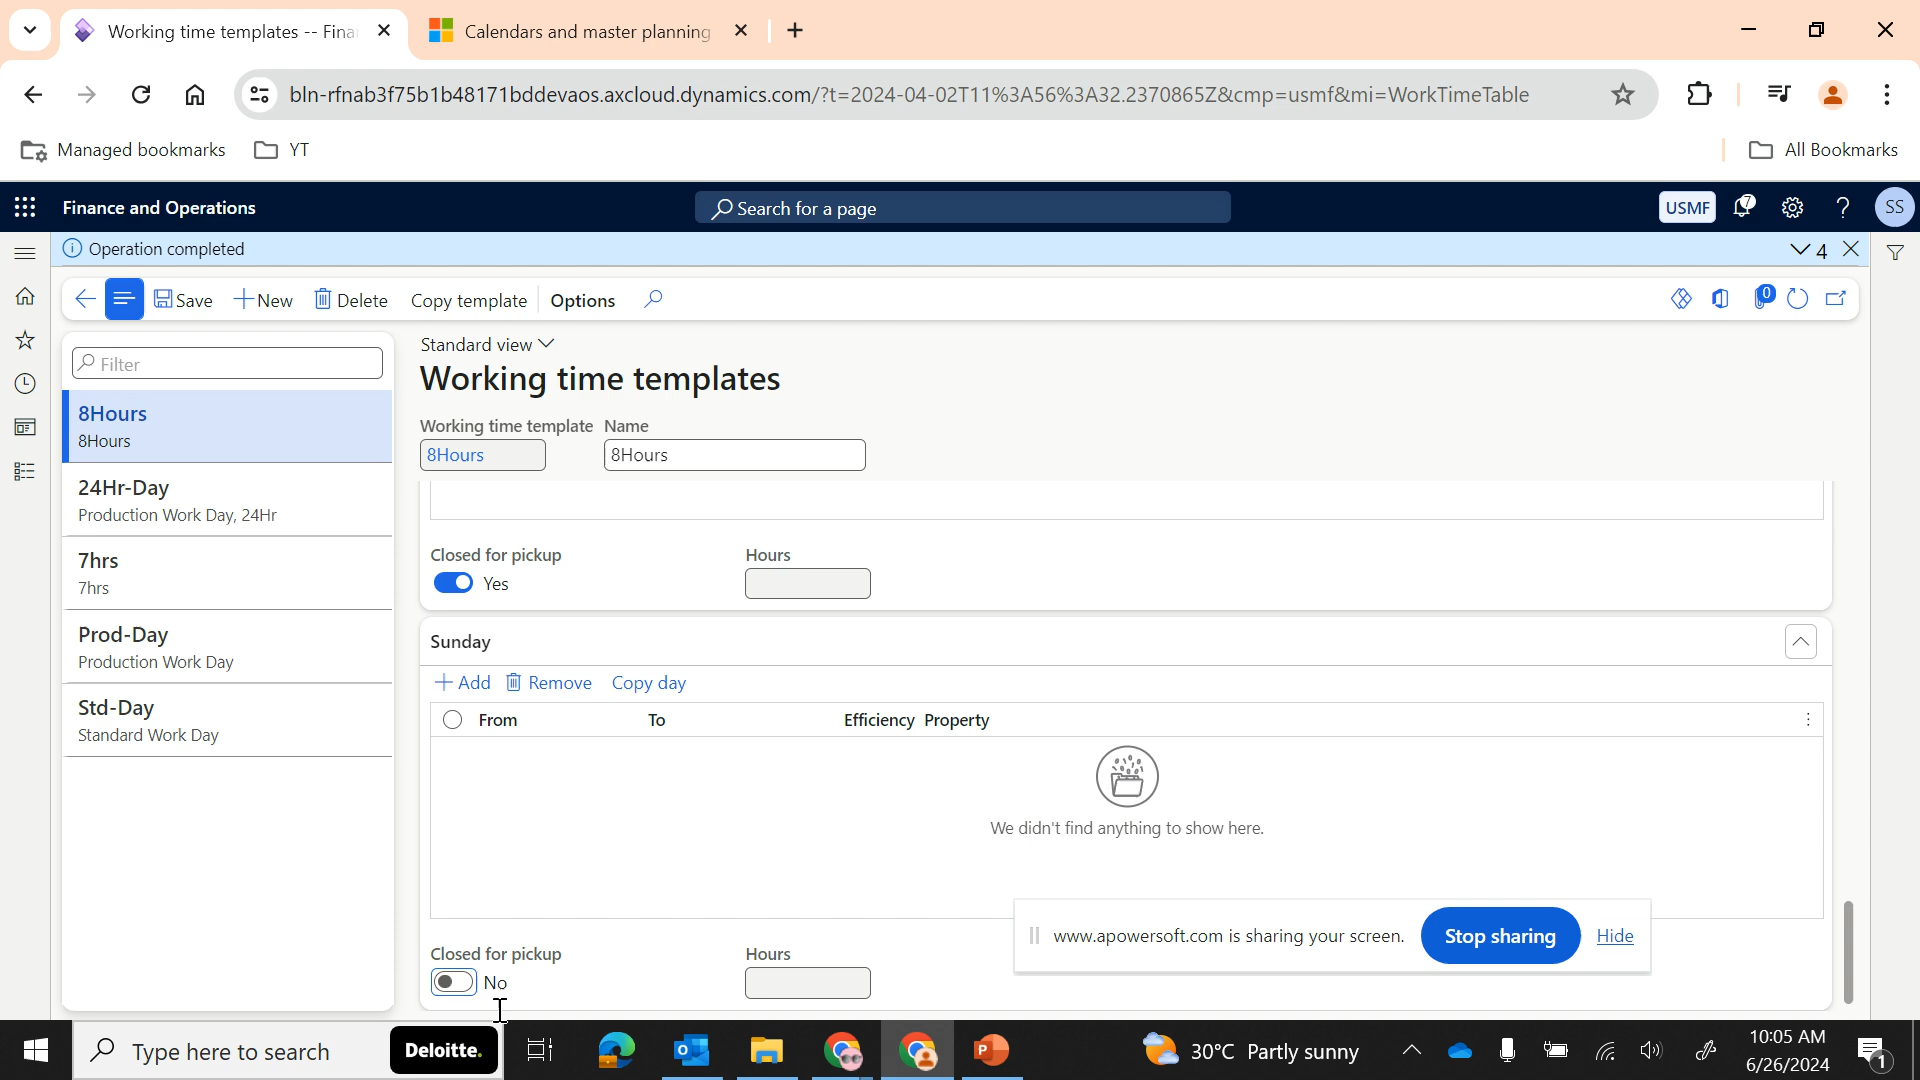 Working time templates -- Fina
Calendars and master planning
bln-rfnab3f75b1b48171bddevaos.axcloud.dynamics.com/?t=2024-04-02T11%3A56%3A32.2370865Z&cmp=usmf&mi=WorkTimeTable
Managed bookmarks
YT
All Bookmarks
Finance and Operations
Search for a page
USMF
7
?
SS
Operation completed
4
Save
New
Delete
Copy template
Options
0
Filter
8Hours
8Hours
24Hr-Day
Production Work Day, 24Hr
7hrs
7hrs
Prod-Day
Production Work Day
Std-Day
Standard Work Day
Standard view
Working time templates
Working time template Name
8Hours 8Hours
Closed for pickup Hours
Yes
Sunday
Add Remove Copy day
From To Efficiency Property
We didn't find anything to show here.
Closed for pickup Hours
No
www.apowersoft.com is sharing your screen. Stop sharing Hide
Type here to search
Deloitte.
30°C Partly sunny
10:05 AM
6/26/2024
1